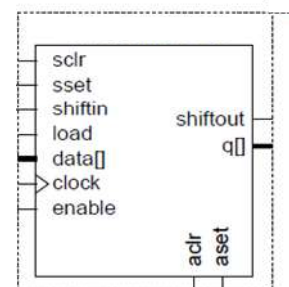 sclr
sset
shiftin
load
data[]
clock
enable
shiftout
q[]
aclr
aset